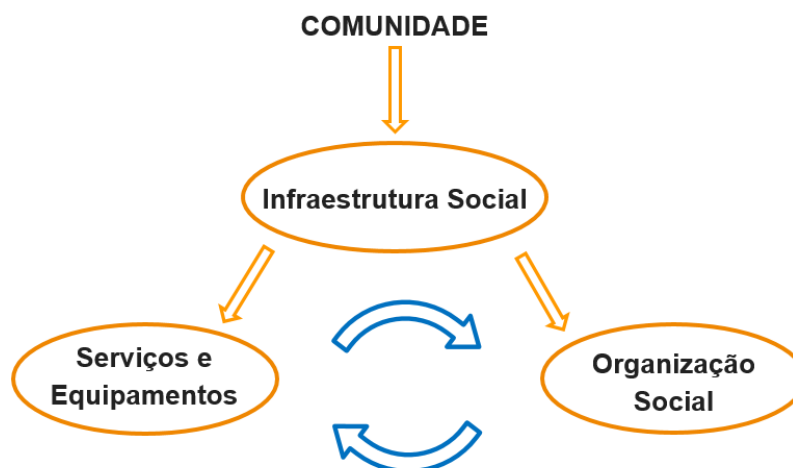 COMUNIDADE
Infraestrutura Social
Serviços e
Equipamentos
Organização
Social